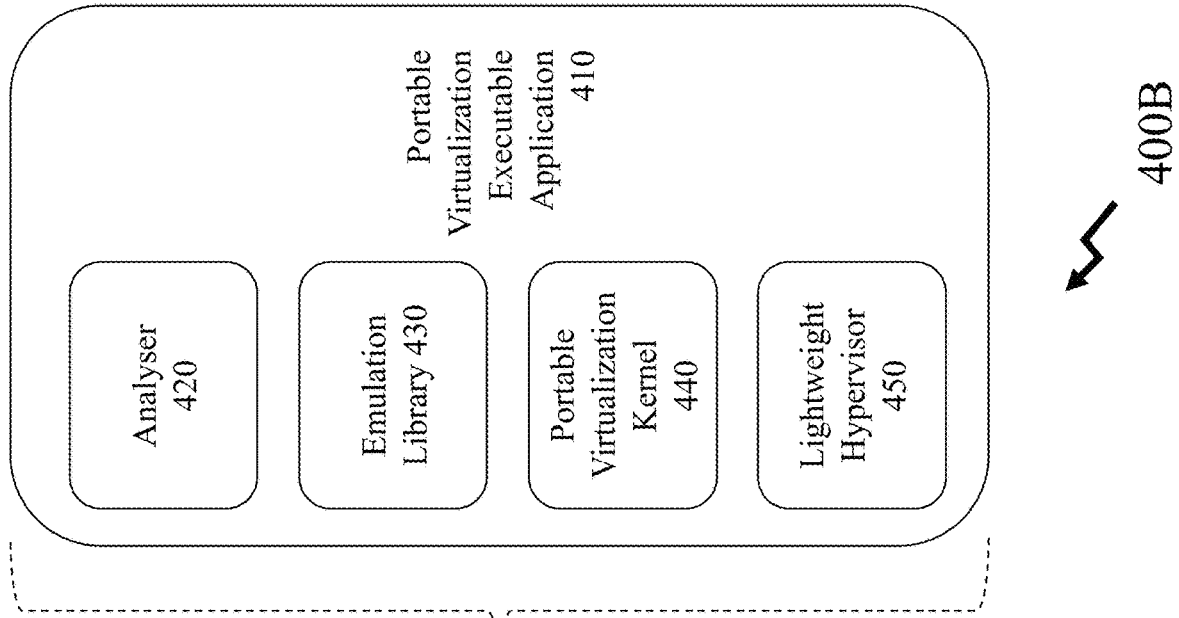 Portable
Virtualization
Executable
Application
410
Analyser
420
Emulation
Library 430
Portable
Virtualization
Kernel
440
Lightweight
Hypervisor
450
400B